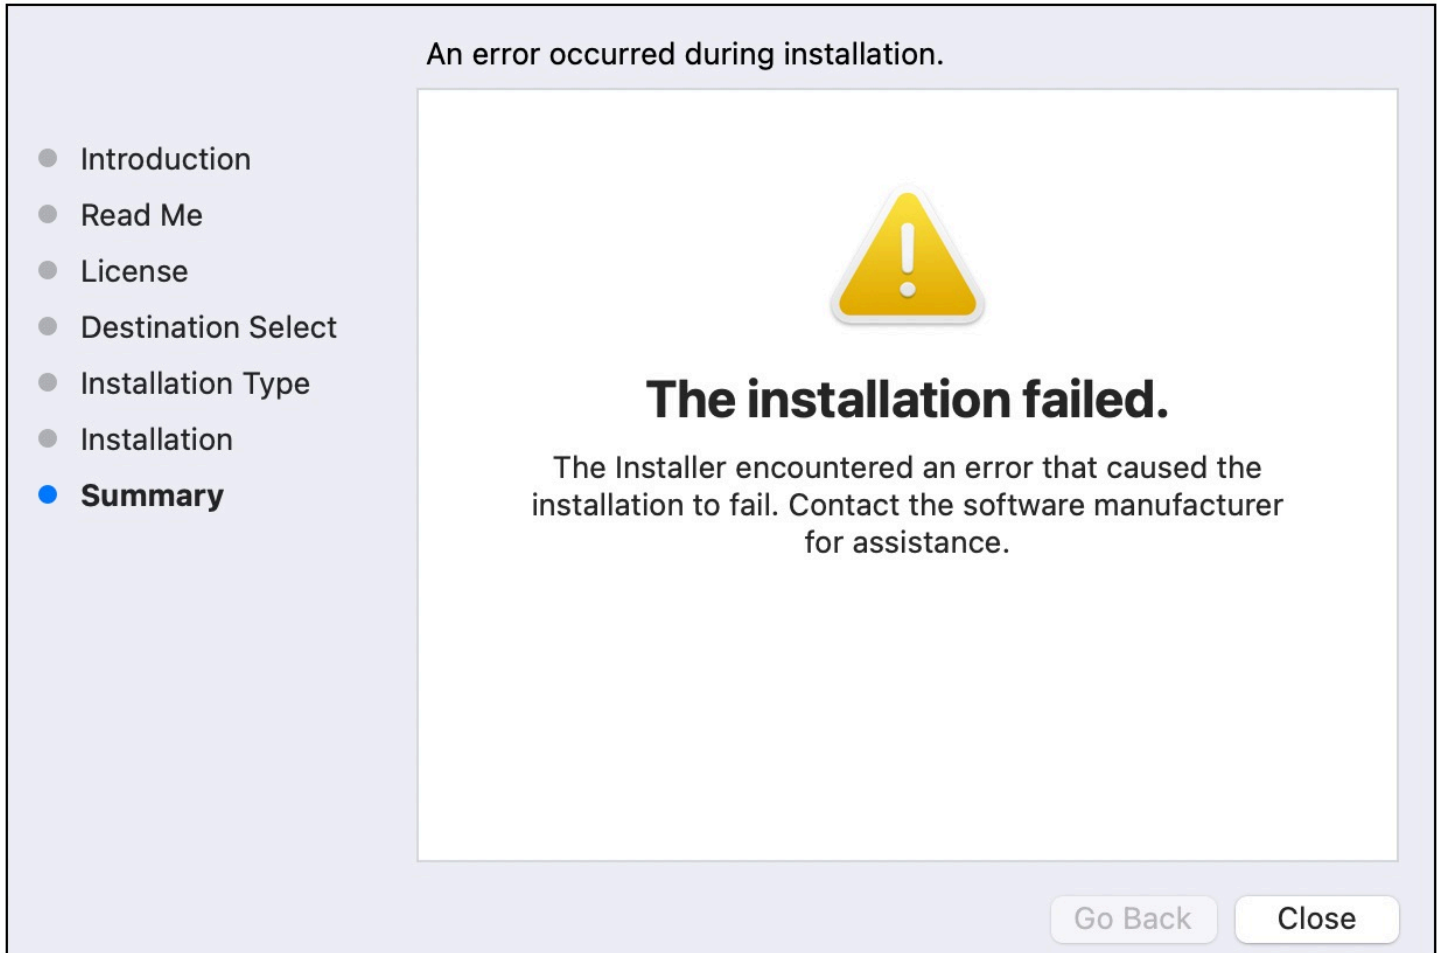 An error occurred during installation.
Introduction
Read Me
License
Destination Select
Installation Type
Installation
Summary
The installation failed.
The Installer encountered an error that caused the
installation to fail. Contact the software manufacturer
for assistance.
Go Back
Close